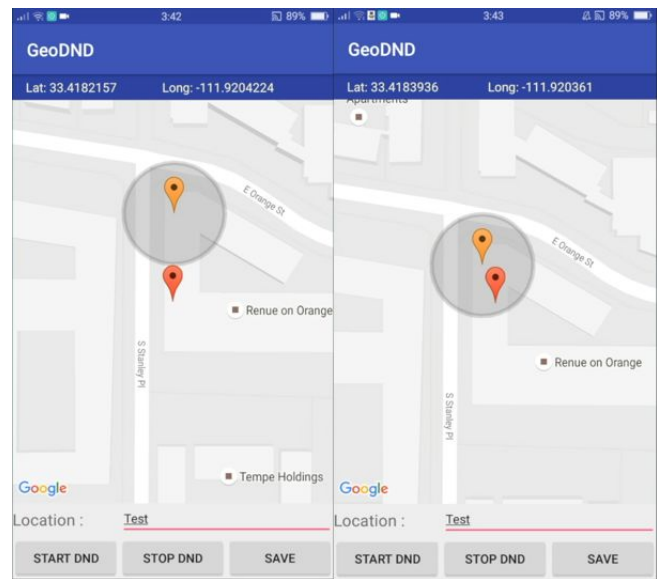 3:42
89%
GeoDND
Lat: 33.4182157 Long: -111.9204224
E Orange St
Renue on Orange
S Stanley Pl
Tempe Holdings
Google
Location : Test
START DND STOP DND SAVE
3:43
89%
GeoDND
Lat: 33.4183936 Long: -111.920361
Apartments
E Orange St
Renue on Orange
S Stanley Pl
Google
Location : Test
START DND STOP DND SAVE